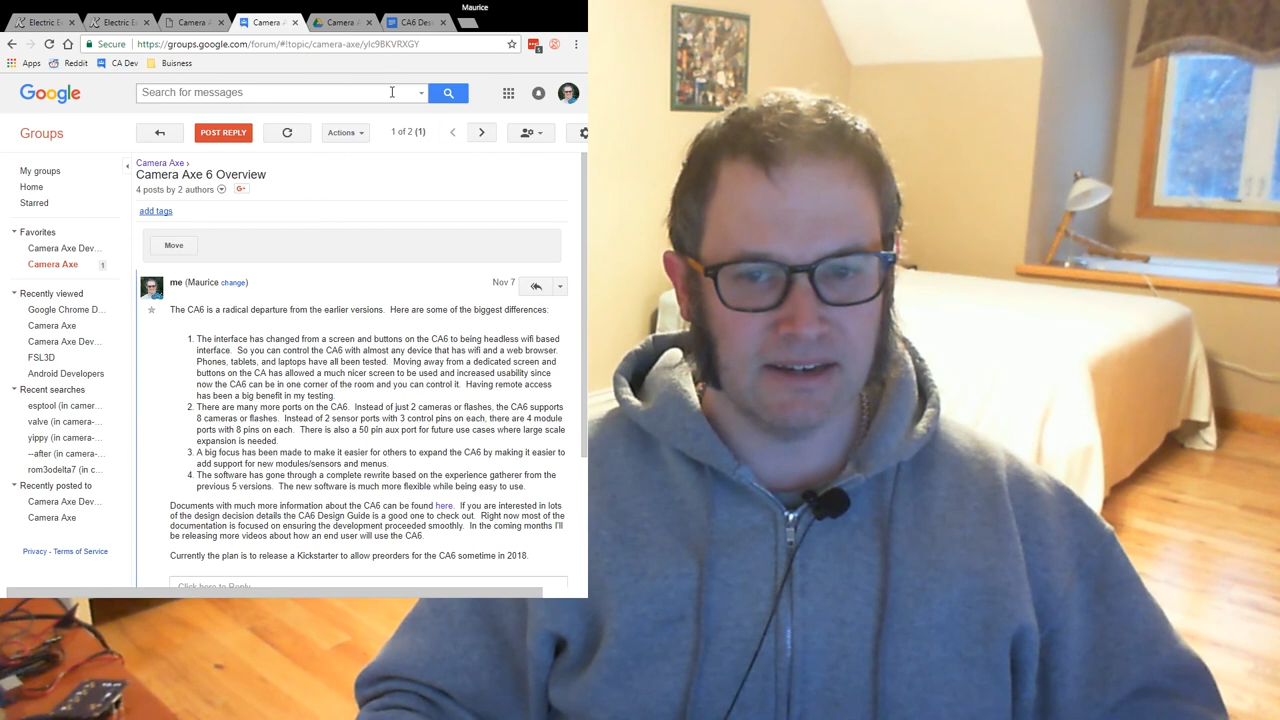 Maurice
Electric E
Electric E
Camera A
Camera A
Camera A
CA6 Des
Secure
https://groups.google.com/forum/#!topic/camera-axe/yIc9BKVRXGY
Apps
Reddit
CA Dev
Buisness
Google
Search for messages
Groups
POST REPLY
Actions
1 of 2 (1)
My groups
Home
Starred
Favorites
Camera Axe Dev...
Camera Axe
1
Recently viewed
Google Chrome D...
Camera Axe
Camera Axe Dev...
FSL3D
Android Developers
Recent searches
esptool (in camer...
valve (in camera-...
yippy (in camera-...
--after (in camera-...
rom3odelta7 (in c...
Recently posted to
Camera Axe Dev...
Camera Axe
Privacy - Terms of Service
Camera Axe ›
Camera Axe 6 Overview
4 posts by 2 authors
G+
add tags
Move
me (Maurice change)
Nov 7
The CA6 is a radical departure from the earlier versions. Here are some of the biggest differences:
1. The interface has changed from a screen and buttons on the CA6 to being headless wifi based
interface. So you can control the CA6 with almost any device that has wifi and a web browser.
Phones, tablets, and laptops have all been tested. Moving away from a dedicated screen and
buttons on the CA has allowed a much nicer screen to be used and increased usability since
now the CA6 can be in one corner of the room and you can control it. Having remote access
has been a big benefit in my testing.
2. There are many more ports on the CA6. Instead of just 2 cameras or flashes, the CA6 supports
8 cameras or flashes. Instead of 2 sensor ports with 3 control pins on each, there are 4 module
ports with 8 pins on each. There is also a 50 pin aux port for future use cases where large scale
expansion is needed.
3. A big focus has been made to make it easier for others to expand the CA6 by making it easier to
add support for new modules/sensors and menus.
4. The software has gone through a complete rewrite based on the experience gatherer from the
previous 5 versions. The new software is much more flexible while being easy to use.
Documents with much more information about the CA6 can be found here. If you are interested in lots
of the design decision details the CA6 Design Guide is a good one to check out. Right now most of the
documentation is focused on ensuring the development proceeded smoothly. In the coming months I'll
be releasing more videos about how an end user will use the CA6.
Currently the plan is to release a Kickstarter to allow preorders for the CA6 sometime in 2018.
Click here to Reply